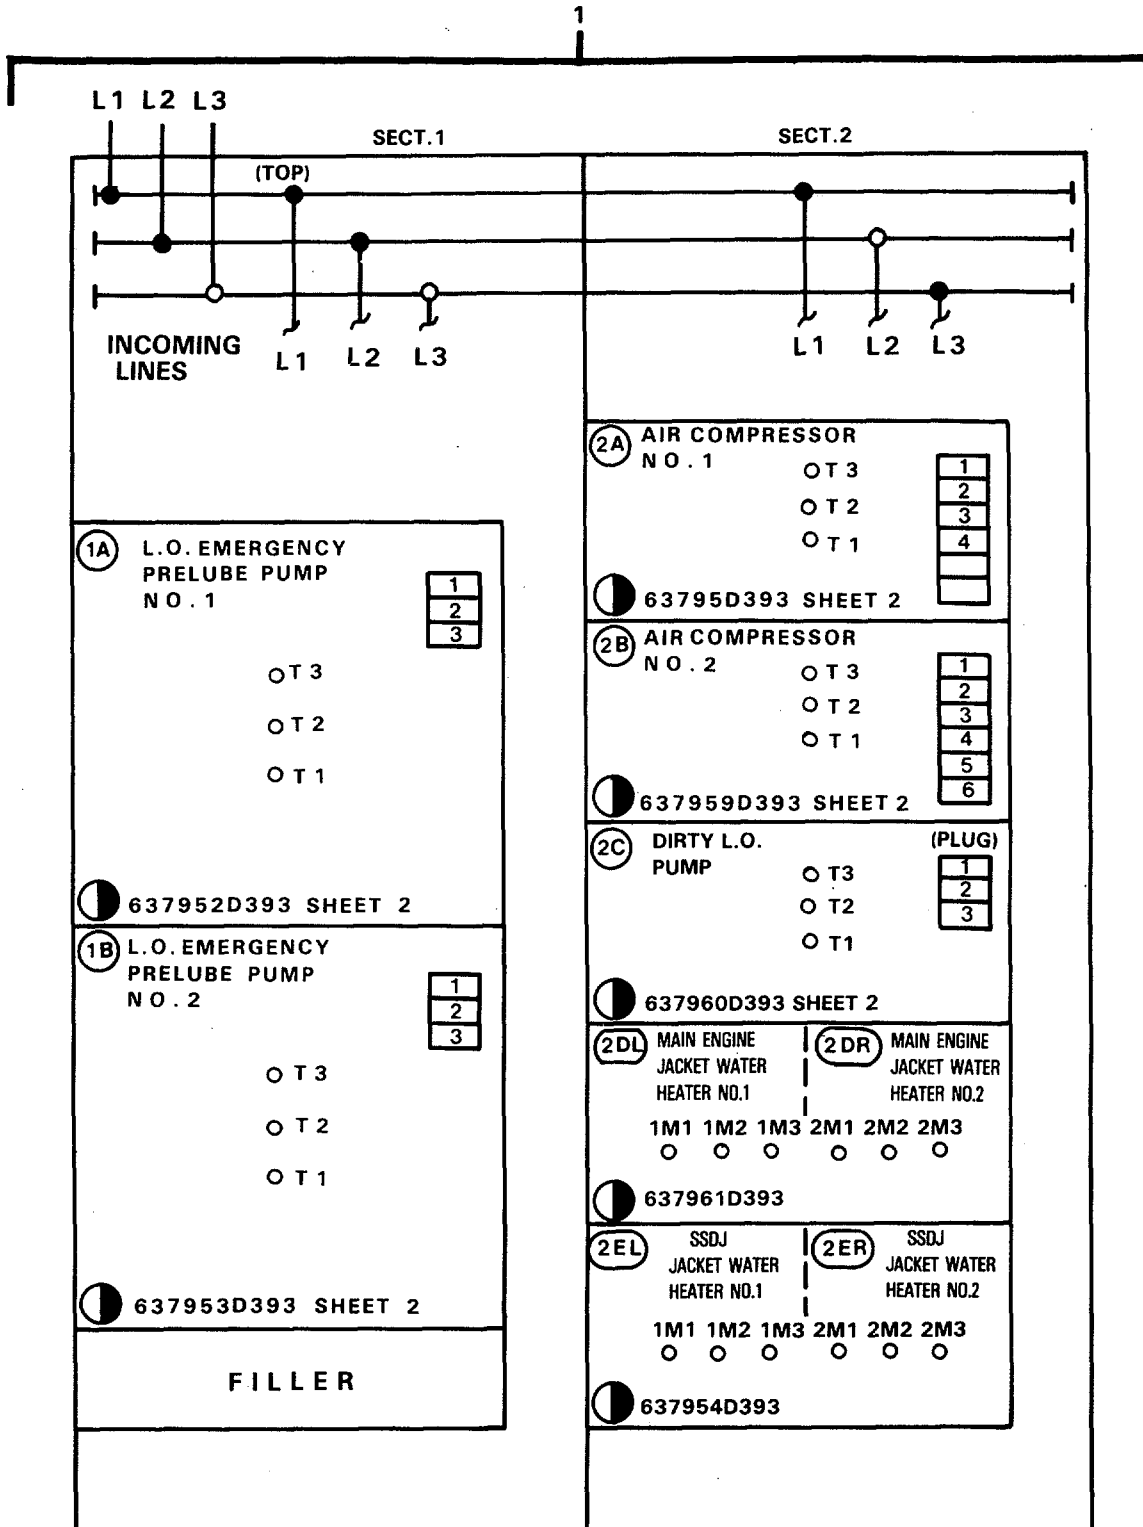 1
L1 L2 L3
SECT.1
SECT.2
(TOP)
INCOMING
LINES
L1 L2 L3
L1 L2 L3
1A L.O. EMERGENCY
PRELUBE PUMP
NO.1
1
2
3
T3
T2
T1
637952D393 SHEET 2
1B L.O. EMERGENCY
PRELUBE PUMP
NO.2
1
2
3
T3
T2
T1
637953D393 SHEET 2
FILLER
2A AIR COMPRESSOR
NO.1
T3
T2
T1
1
2
3
4
63795D393 SHEET 2
2B AIR COMPRESSOR
NO.2
T3
T2
T1
1
2
3
4
5
6
637959D393 SHEET 2
2C DIRTY L.O.
PUMP
(PLUG)
T3
T2
T1
1
2
3
637960D393 SHEET 2
2DL MAIN ENGINE
JACKET WATER
HEATER NO.1
2DR MAIN ENGINE
JACKET WATER
HEATER NO.2
1M1 1M2 1M3 2M1 2M2 2M3
637961D393
2EL SSDJ
JACKET WATER
HEATER NO.1
2ER SSDJ
JACKET WATER
HEATER NO.2
1M1 1M2 1M3 2M1 2M2 2M3
637954D393